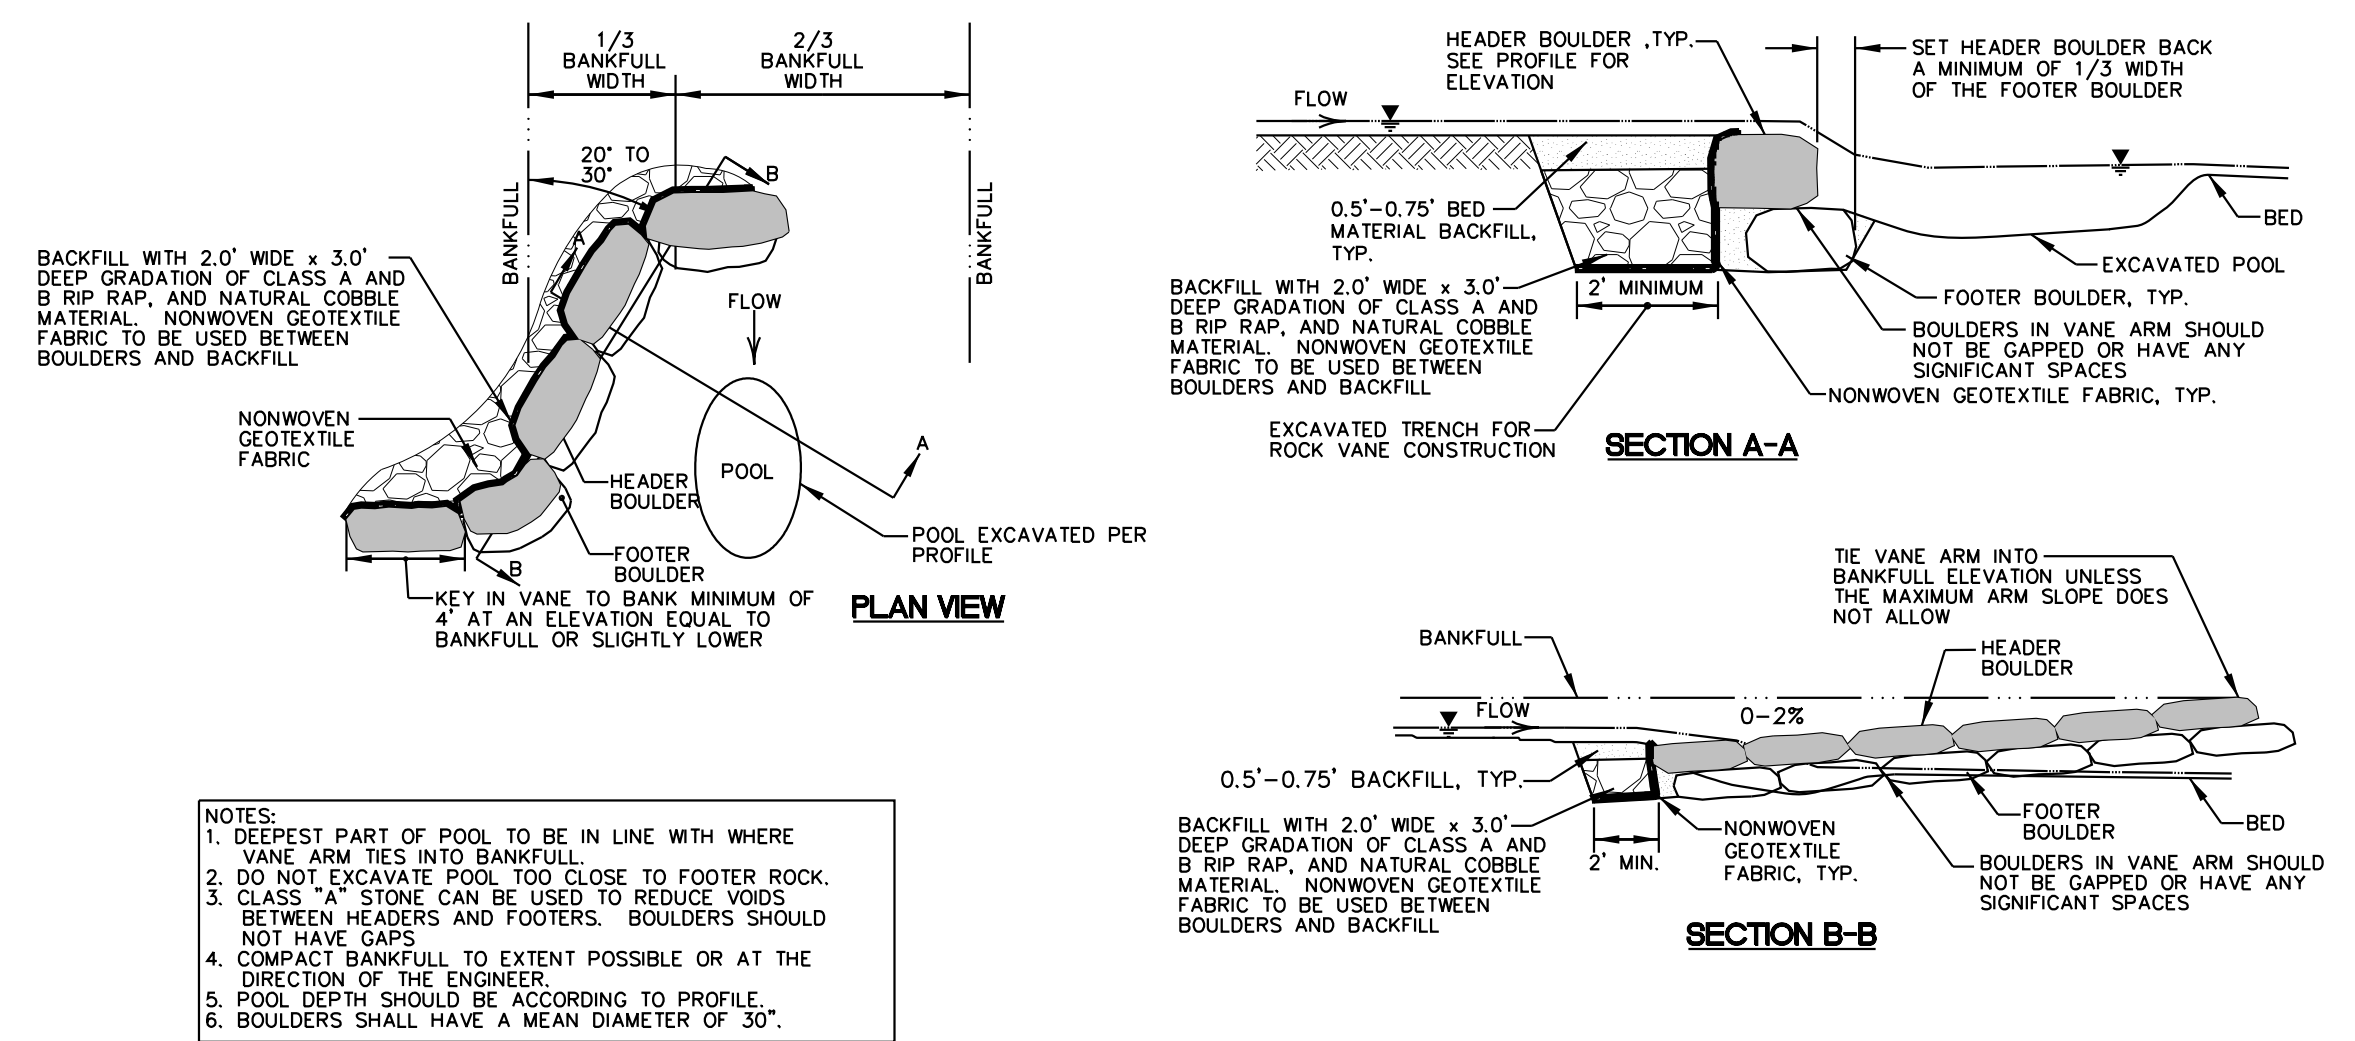 1/3
BANKFULL
WIDTH
2/3
BANKFULL
WIDTH
20° TO
30°
B
BANKFULL
BANKFULL
A
BACKFILL WITH 2.0' WIDE x 3.0'
DEEP GRADATION OF CLASS A AND
B RIP RAP, AND NATURAL COBBLE
MATERIAL. NONWOVEN GEOTEXTILE
FABRIC TO BE USED BETWEEN
BOULDERS AND BACKFILL
FLOW
NONWOVEN
GEOTEXTILE
FABRIC
POOL
A
HEADER
BOULDER
POOL EXCAVATED PER
PROFILE
FOOTER
BOULDER
B
KEY IN VANE TO BANK MINIMUM OF
4' AT AN ELEVATION EQUAL TO
BANKFULL OR SLIGHTLY LOWER
PLAN VIEW
HEADER BOULDER ,TYP.
SEE PROFILE FOR
ELEVATION
SET HEADER BOULDER BACK
A MINIMUM OF 1/3 WIDTH
OF THE FOOTER BOULDER
FLOW
0.5'-0.75' BED
MATERIAL BACKFILL,
TYP.
BED
EXCAVATED POOL
BACKFILL WITH 2.0' WIDE x 3.0'
DEEP GRADATION OF CLASS A AND
B RIP RAP, AND NATURAL COBBLE
MATERIAL. NONWOVEN GEOTEXTILE
FABRIC TO BE USED BETWEEN
BOULDERS AND BACKFILL
2' MINIMUM
FOOTER BOULDER, TYP.
BOULDERS IN VANE ARM SHOULD
NOT BE GAPPED OR HAVE ANY
SIGNIFICANT SPACES
NONWOVEN GEOTEXTILE FABRIC, TYP.
EXCAVATED TRENCH FOR
ROCK VANE CONSTRUCTION
SECTION A-A
TIE VANE ARM INTO
BANKFULL ELEVATION UNLESS
THE MAXIMUM ARM SLOPE DOES
NOT ALLOW
BANKFULL
HEADER
BOULDER
FLOW
0-2%
0.5'-0.75' BACKFILL, TYP.
BACKFILL WITH 2.0' WIDE x 3.0'
DEEP GRADATION OF CLASS A AND
B RIP RAP, AND NATURAL COBBLE
MATERIAL. NONWOVEN GEOTEXTILE
FABRIC TO BE USED BETWEEN
BOULDERS AND BACKFILL
2' MIN.
NONWOVEN
GEOTEXTILE
FABRIC, TYP.
FOOTER
BOULDER
BED
BOULDERS IN VANE ARM SHOULD
NOT BE GAPPED OR HAVE ANY
SIGNIFICANT SPACES
SECTION B-B
NOTES:
1. DEEPEST PART OF POOL TO BE IN LINE WITH WHERE
VANE ARM TIES INTO BANKFULL.
2. DO NOT EXCAVATE POOL TOO CLOSE TO FOOTER ROCK.
3. CLASS "A" STONE CAN BE USED TO REDUCE VOIDS
BETWEEN HEADERS AND FOOTERS. BOULDERS SHOULD
NOT HAVE GAPS
4. COMPACT BANKFULL TO EXTENT POSSIBLE OR AT THE
DIRECTION OF THE ENGINEER.
5. POOL DEPTH SHOULD BE ACCORDING TO PROFILE.
6. BOULDERS SHALL HAVE A MEAN DIAMETER OF 30".